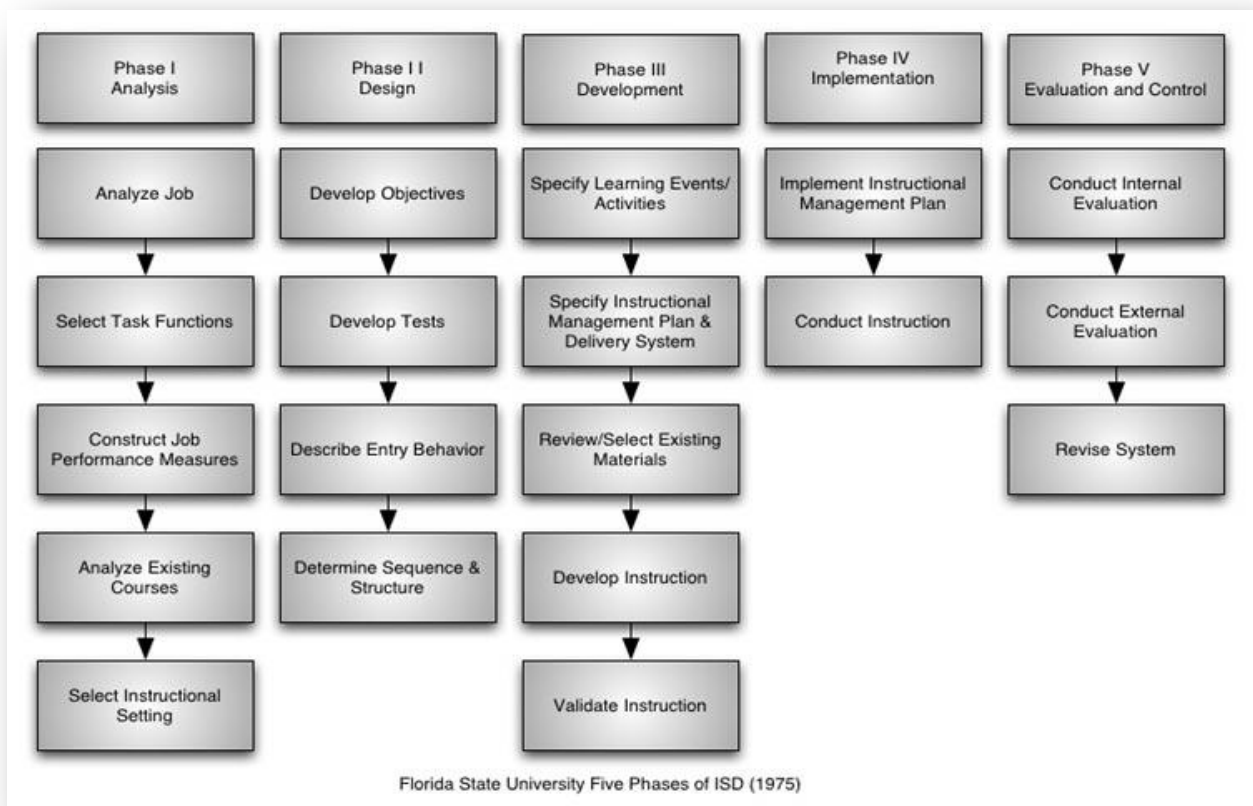 Phase I
Analysis
Phase I I
Design
Phase III
Development
Phase IV
Implementation
Phase V
Evaluation and Control
Analyze Job
Develop Objectives
Specify Learning Events/
Activities
Implement Instructional
Management Plan
Conduct Internal
Evaluation
Select Task Functions
Develop Tests
Specify Instructional
Management Plan &
Delivery System
Conduct Instruction
Conduct External
Evaluation
Construct Job
Performance Measures
Describe Entry Behavior
Review/Select Existing
Materials
Revise System
Analyze Existing
Courses
Determine Sequence &
Structure
Develop Instruction
Select Instructional
Setting
Validate Instruction
Florida State University Five Phases of ISD (1975)